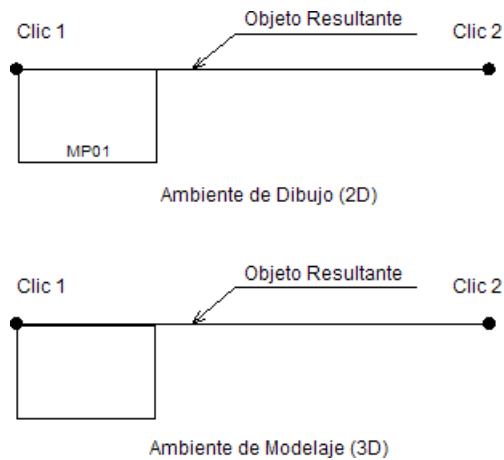 Objeto Resultante
Clic 1
Clic 2
MP01
Ambiente de Dibujo (2D)
Objeto Resultante
Clic 1
Clic 2
Ambiente de Modelaje (3D)